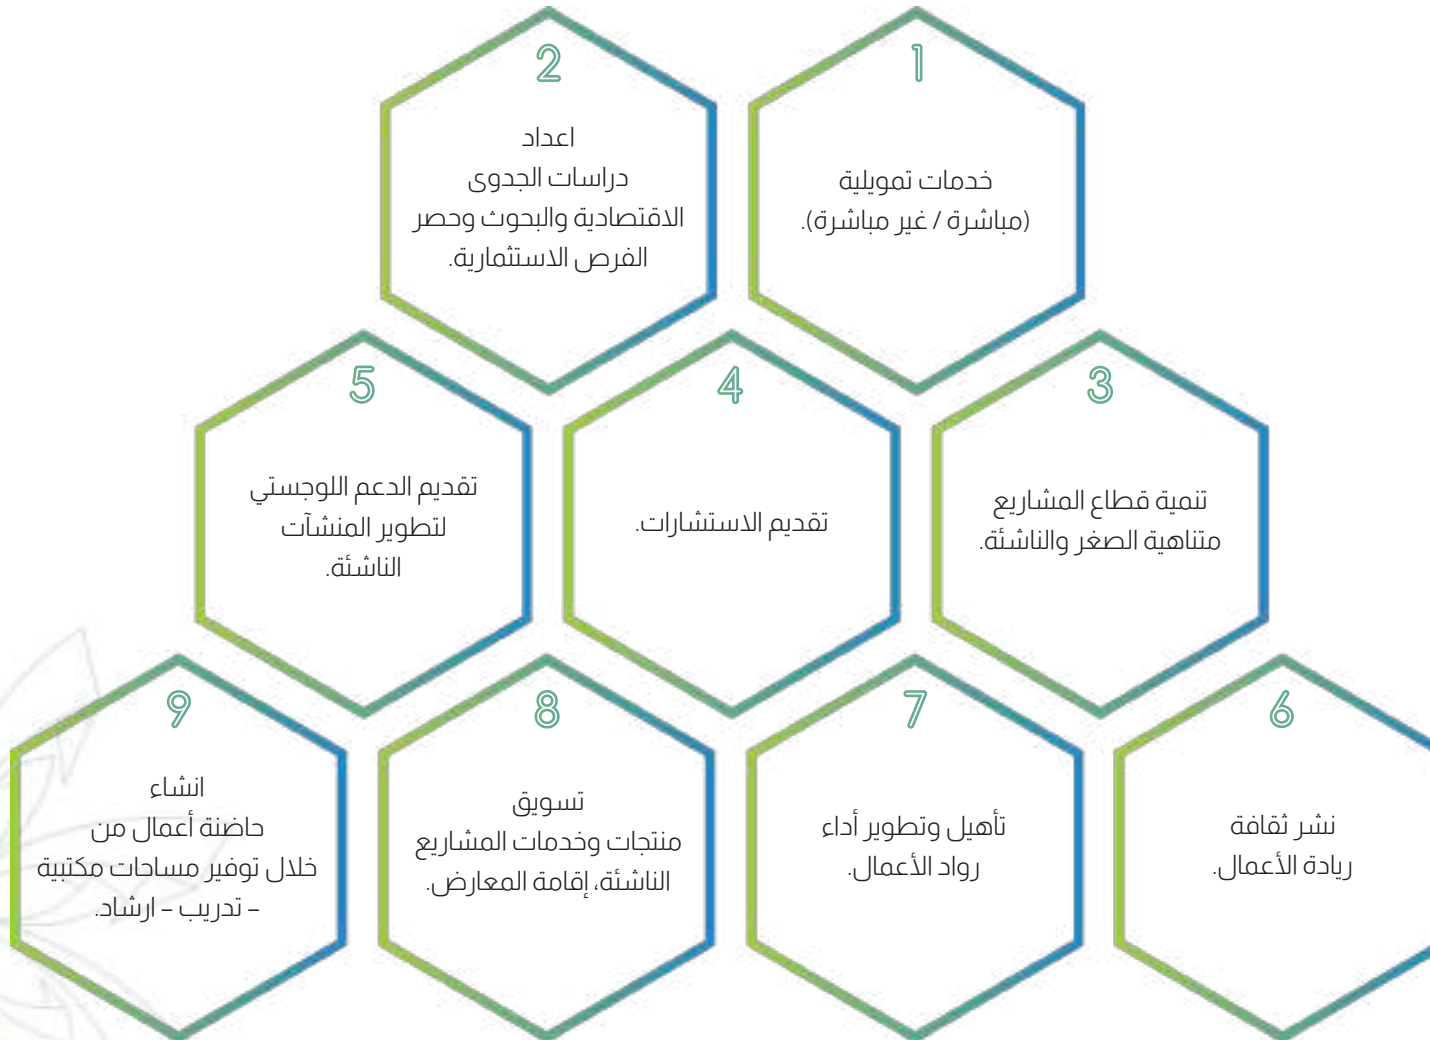 1
خدمات تمويلية
(مباشرة / غير مباشرة).
2
اعداد
دراسات الجدوى
الاقتصادية والبحوث وحصر
الفرص الاستثمارية.
3
تنمية قطاع المشاريع
متناهية الصغر والناشئة.
4
تقديم الاستشارات.
5
تقديم الدعم اللوجستي
لتطوير المنشآت
الناشئة.
6
نشر ثقافة
ريادة الأعمال.
7
تأهيل وتطوير أداء
رواد الأعمال.
8
تسويق
منتجات وخدمات المشاريع
الناشئة، إقامة المعارض.
9
انشاء
حاضنة أعمال من
خلال توفير مساحات مكتبية
– تدريب – ارشاد.